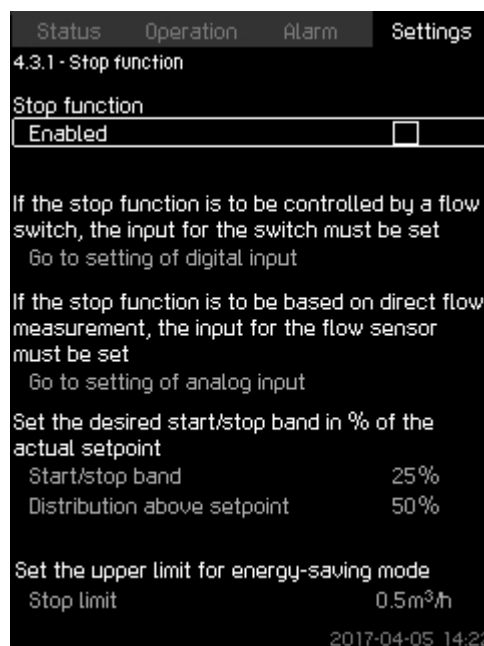 Status Operation Alarm Settings
4.3.1 - Stop function
Stop function
Enabled
If the stop function is to be controlled by a flow
switch, the input for the switch must be set
Go to setting of digital input
If the stop function is to be based on direct flow
measurement, the input for the flow sensor
must be set
Go to setting of analog input
Set the desired start/stop band in % of the
actual setpoint
Start/stop band 25%
Distribution above setpoint 50%
Set the upper limit for energy-saving mode
Stop limit 0.5m³/h
2017-04-05 14:22